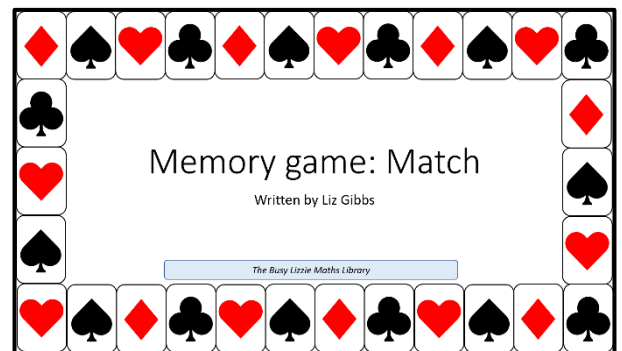 Memory game: Match
Written by Liz Gibbs
The Busy Lizzie Maths Library